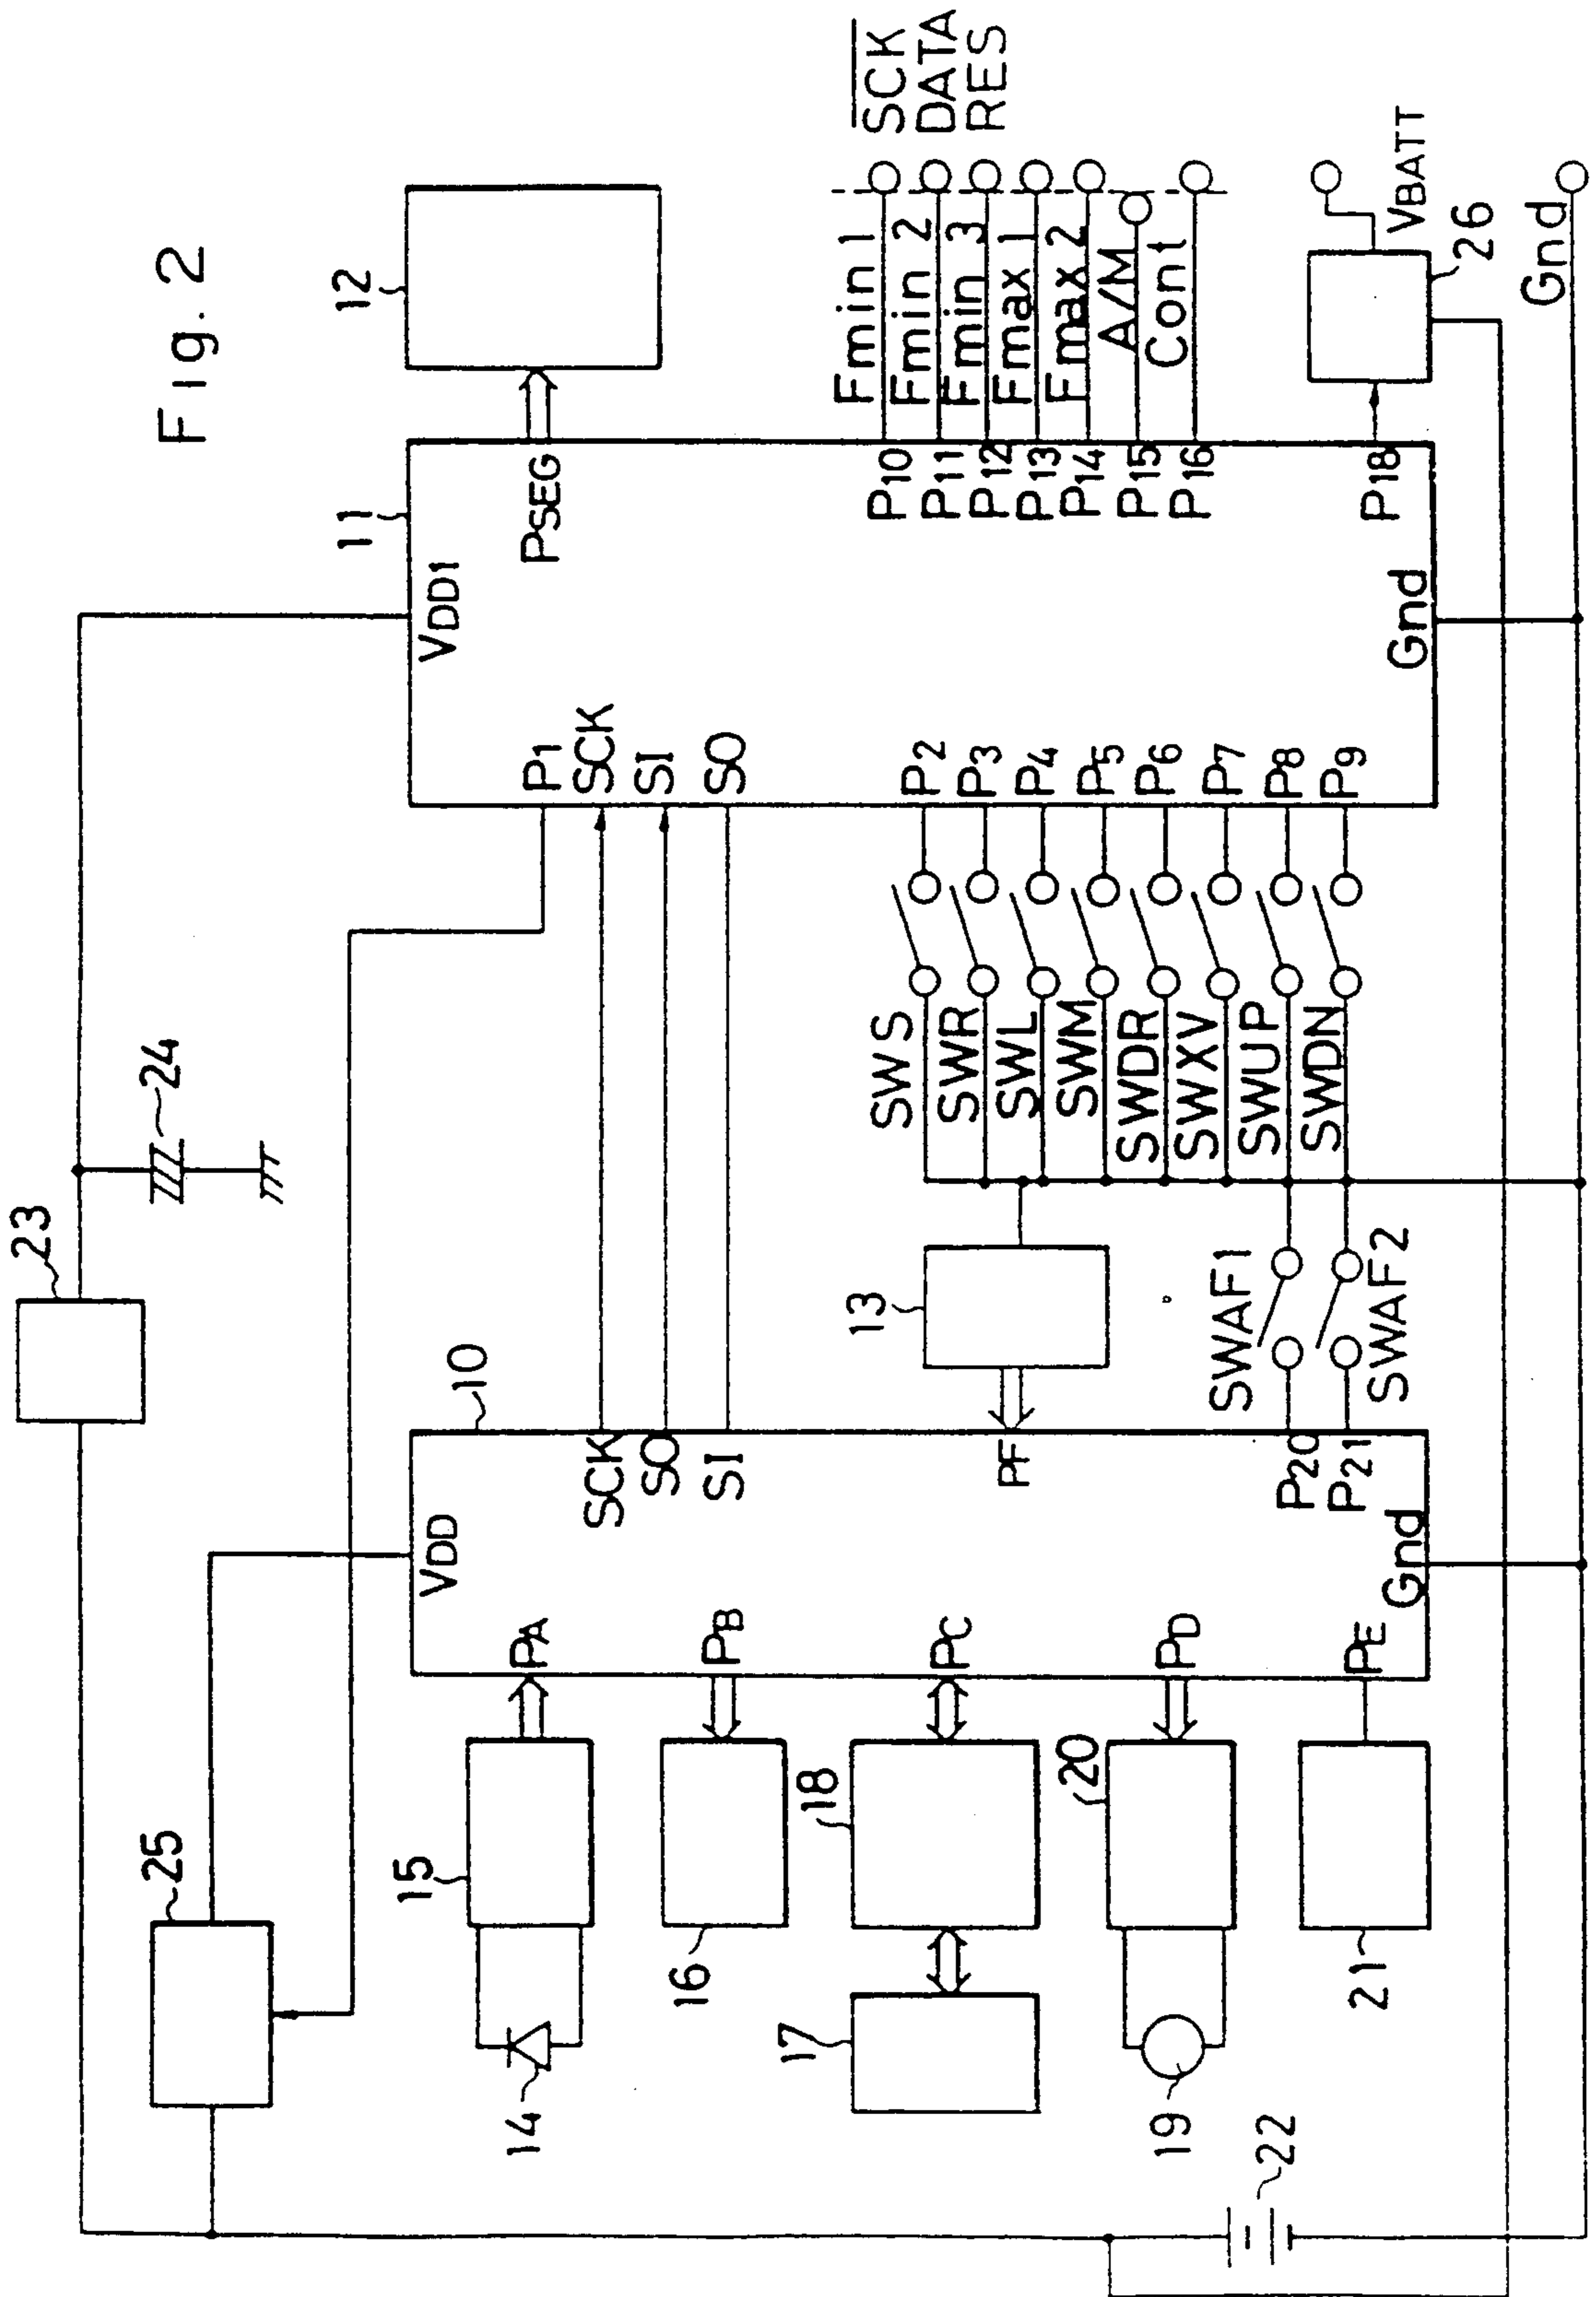 Fig. 2
23
24
25
11
12
VDD1
PSEG
P1
SCK
SI
SO
P2
P3
P4
P5
P6
P7
P8
P9
P10
P11
P12
P13
P14
P15
P16
P18
Gnd
Fmin 1
Fmin 2
Fmin 3
Fmax 1
Fmax 2
A/M
Cont
SCK
DATA
RES
VBATT
26
Gnd
SWS
SWR
SWL
SWM
SWDR
SWXV
SWUP
SWDN
13
SWAF1
SWAF2
10
VDD
SCK
SO
SI
PF
P20
P21
Gnd
PA
PB
PC
PD
PE
15
14
16
18
17
20
19
21
22